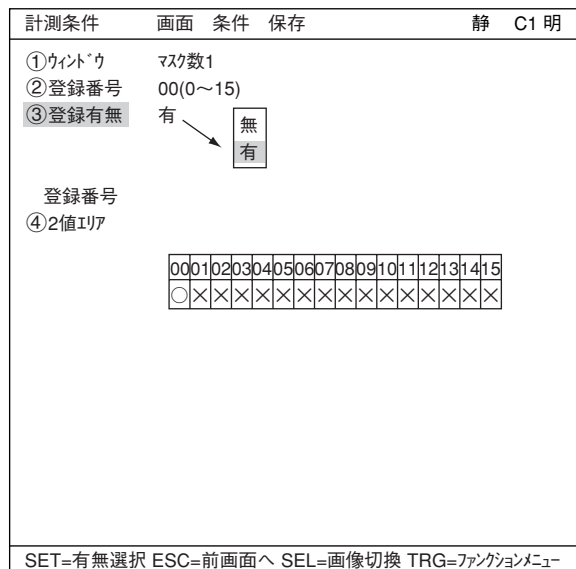 計測条件 画面 条件 保存 静 C1 明
①ｳｨﾝﾄﾞｳ ﾏｽｸ数1
②登録番号 00(0～15)
③登録有無 有
無
有
登録番号
④2値ｴﾘｱ
00 01 02 03 04 05 06 07 08 09 10 11 12 13 14 15
○ × × × × × × × × × × × × × × ×
SET=有無選択 ESC=前画面へ SEL=画像切換 TRG=ﾌｧﾝｸｼｮﾝﾒﾆｭｰ